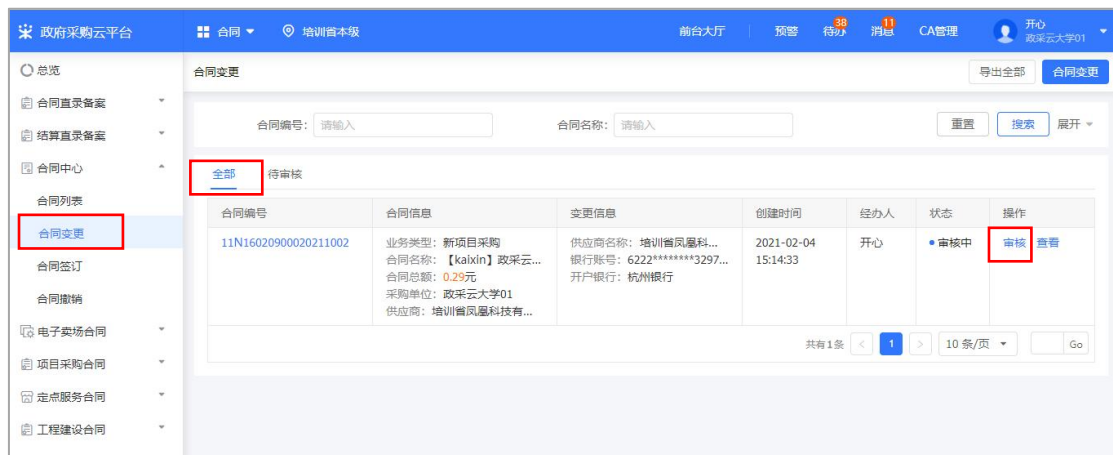 政府采购云平台 合同 培训省本级 前台大厅 预警 待办 38 消息 11 CA管理 开心
政采云大学01
总览
合同直录备案
结算直录备案
合同中心
合同列表
合同变更
合同签订
合同撤销
电子卖场合同
项目采购合同
定点服务合同
工程建设合同
合同变更 导出全部 合同变更
合同编号: 请输入 合同名称: 请输入 重置 搜索 展开
全部 待审核
合同编号 合同信息 变更信息 创建时间 经办人 状态 操作
11N16020900020211002
业务类型: 新项目采购
合同名称: 【kaixin】政采云...
合同总额: 0.29元
采购单位: 政采云大学01
供应商: 培训省凤凰科技有...
供应商名称: 培训省凤凰科...
银行账号: 6222********3297...
开户银行: 杭州银行
2021-02-04
15:14:33
开心
审核中
审核 查看
共有1条 < 1 > 10 条/页 Go